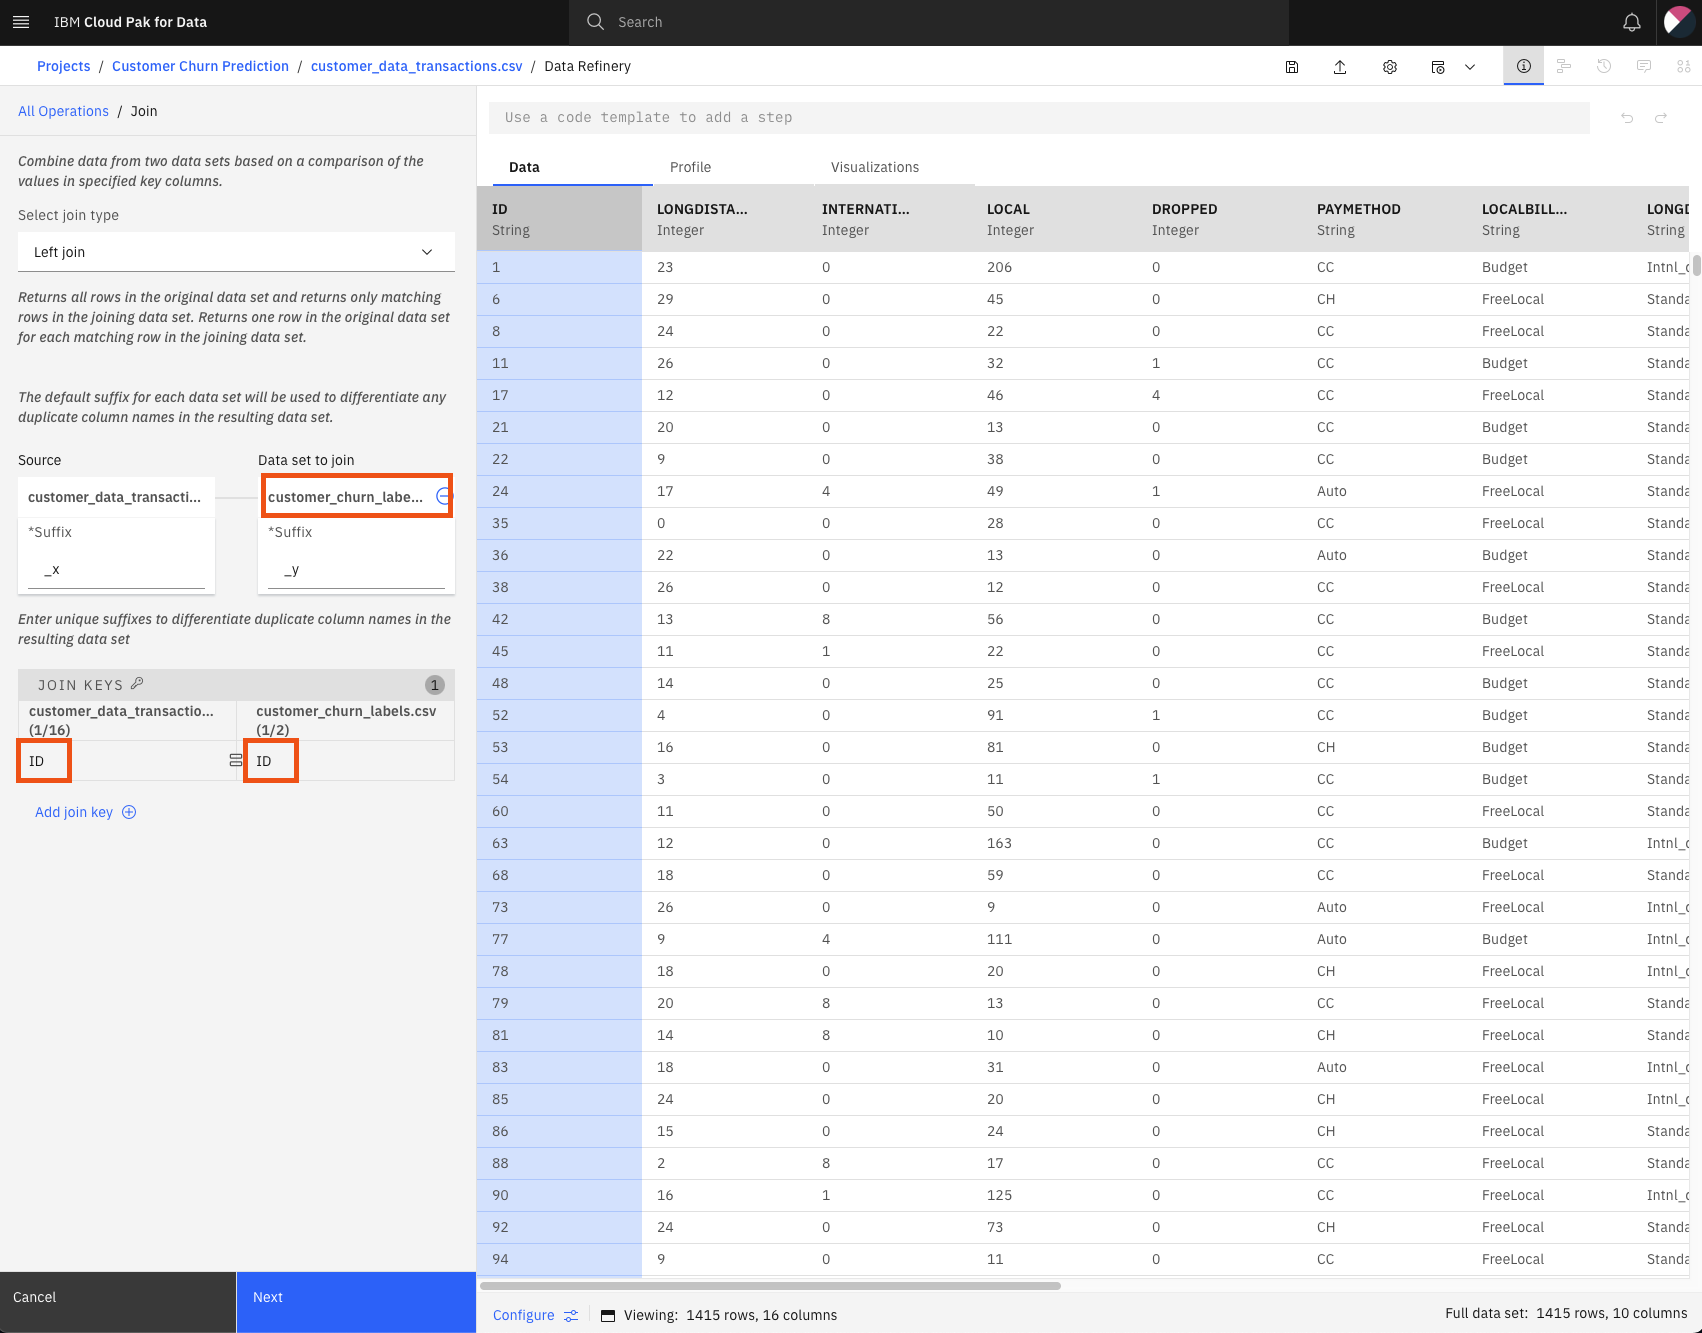 IBM Cloud Pak for Data
Search
Projects / Customer Churn Prediction / customer_data_transactions.csv / Data Refinery
All Operations / Join
Combine data from two data sets based on a comparison of the
values in specified key columns.
Select join type
Left join
Returns all rows in the original data set and returns only matching
rows in the joining data set. Returns one row in the original data set
for each matching row in the joining data set.
The default suffix for each data set will be used to differentiate any
duplicate column names in the resulting data set.
Source Data set to join
customer_data_transacti... customer_churn_labe...
*Suffix *Suffix
_x _y
Enter unique suffixes to differentiate duplicate column names in the
resulting data set
JOIN KEYS 1
customer_data_transactio... customer_churn_labels.csv
(1/16) (1/2)
ID ID
Add join key
Cancel Next
Use a code template to add a step
Data Profile Visualizations
ID LONGDISTA... INTERNATI... LOCAL DROPPED PAYMETHOD LOCALBILL... LONGD
String Integer Integer Integer Integer String String String
1 23 0 206 0 CC Budget Intnl_d
6 29 0 45 0 CH FreeLocal Standa
8 24 0 22 0 CC FreeLocal Standa
11 26 0 32 1 CC Budget Standa
17 12 0 46 4 CC FreeLocal Standa
21 20 0 13 0 CC Budget Standa
22 9 0 38 0 CC Budget Standa
24 17 4 49 1 Auto FreeLocal Standa
35 0 0 28 0 CC FreeLocal Standa
36 22 0 13 0 Auto Budget Standa
38 26 0 12 0 CC FreeLocal Standa
42 13 8 56 0 CC Budget Standa
45 11 1 22 0 CC FreeLocal Standa
48 14 0 25 0 CC Budget Standa
52 4 0 91 1 CC Budget Standa
53 16 0 81 0 CH Budget Standa
54 3 0 11 1 CC Budget Standa
60 11 0 50 0 CC FreeLocal Standa
63 12 0 163 0 CC Budget Intnl_d
68 18 0 59 0 CC FreeLocal Standa
73 26 0 9 0 Auto FreeLocal Intnl_d
77 9 4 111 0 Auto Budget Intnl_d
78 18 0 20 0 CH FreeLocal Intnl_d
79 20 8 13 0 CC FreeLocal Standa
81 14 8 10 0 CH FreeLocal Standa
83 18 0 31 0 Auto FreeLocal Intnl_d
85 24 0 20 0 CH FreeLocal Intnl_d
86 15 0 24 0 CH FreeLocal Standa
88 2 8 17 0 CC FreeLocal Standa
90 16 1 125 0 CC FreeLocal Intnl_d
92 24 0 73 0 CH FreeLocal Standa
94 9 0 11 0 CC FreeLocal Standa
Configure Viewing: 1415 rows, 16 columns Full data set: 1415 rows, 10 columns